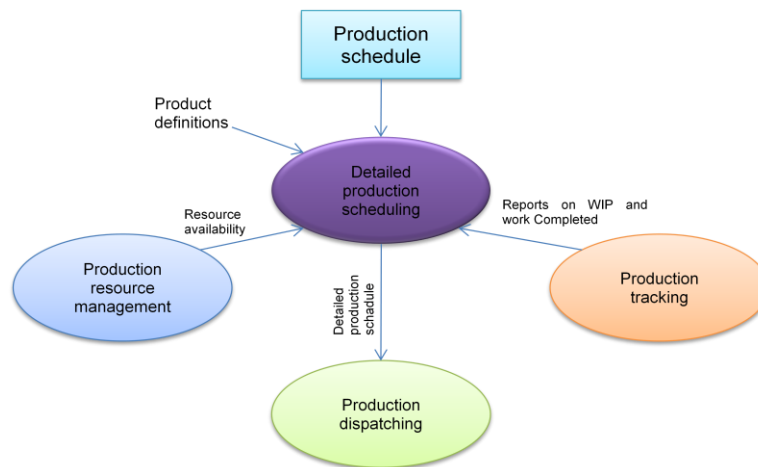 Production
schedule
Product
definitions
Detailed
production
scheduling
Resource
availability
Reports on WIP and
work Completed
Production
resource
management
Production
tracking
Detailed
production
schadule
Production
dispatching